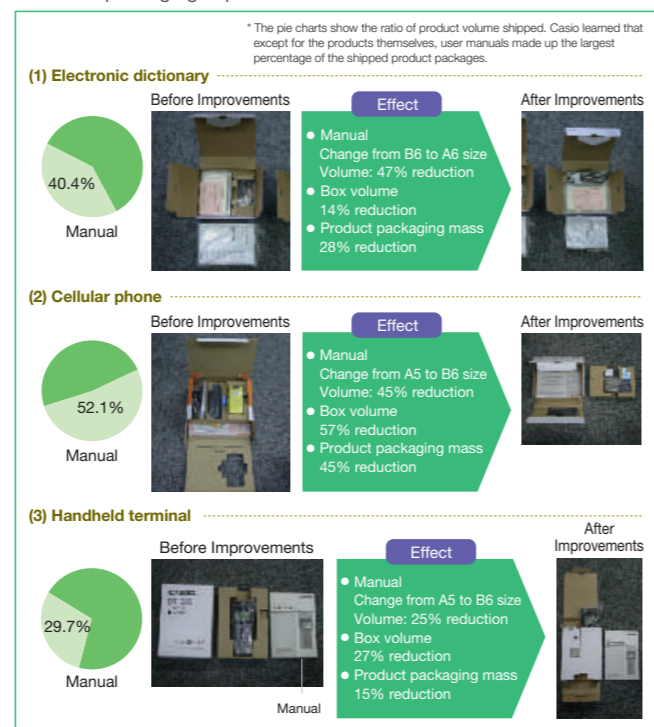 * The pie charts show the ratio of product volume shipped. Casio learned that
except for the products themselves, user manuals made up the largest
percentage of the shipped product packages.
(1) Electronic dictionary
Before Improvements
Effect
After Improvements
40.4%
Manual
● Manual
Change from B6 to A6 size
Volume: 47% reduction
● Box volume
14% reduction
● Product packaging mass
28% reduction
(2) Cellular phone
Before Improvements
Effect
After Improvements
52.1%
Manual
● Manual
Change from A5 to B6 size
Volume: 45% reduction
● Box volume
57% reduction
● Product packaging mass
45% reduction
(3) Handheld terminal
Before Improvements
Effect
After
Improvements
29.7%
Manual
● Manual
Change from A5 to B6 size
Volume: 25% reduction
● Box volume
27% reduction
● Product packaging mass
15% reduction
Manual